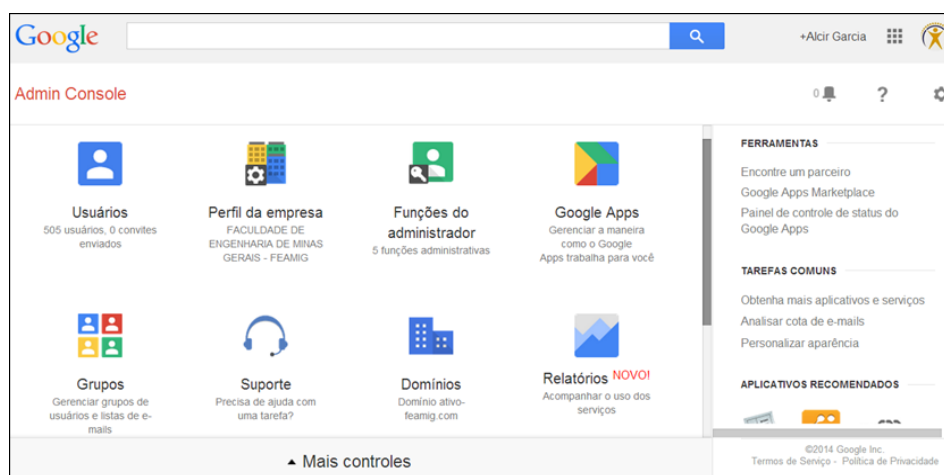 Google
+Alcir Garcia
Admin Console
0
?
Usuários
505 usuários, 0 convites
enviados
Perfil da empresa
FACULDADE DE
ENGENHARIA DE MINAS
GERAIS - FEAMIG
Funções do
administrador
5 funções administrativas
Google Apps
Gerenciar a maneira
como o Google
Apps trabalha para você
Grupos
Gerenciar grupos de
usuários e listas de e-
mails
Suporte
Precisa de ajuda com
uma tarefa?
Domínios
Domínio ativo-
feamig.com
Relatórios NOVO!
Acompanhar o uso dos
serviços
Mais controles
FERRAMENTAS
Encontre um parceiro
Google Apps Marketplace
Painel de controle de status do
Google Apps
TAREFAS COMUNS
Obtenha mais aplicativos e serviços
Analisar cota de e-mails
Personalizar aparência
APLICATIVOS RECOMENDADOS
©2014 Google Inc.
Termos de Serviço - Política de Privacidade